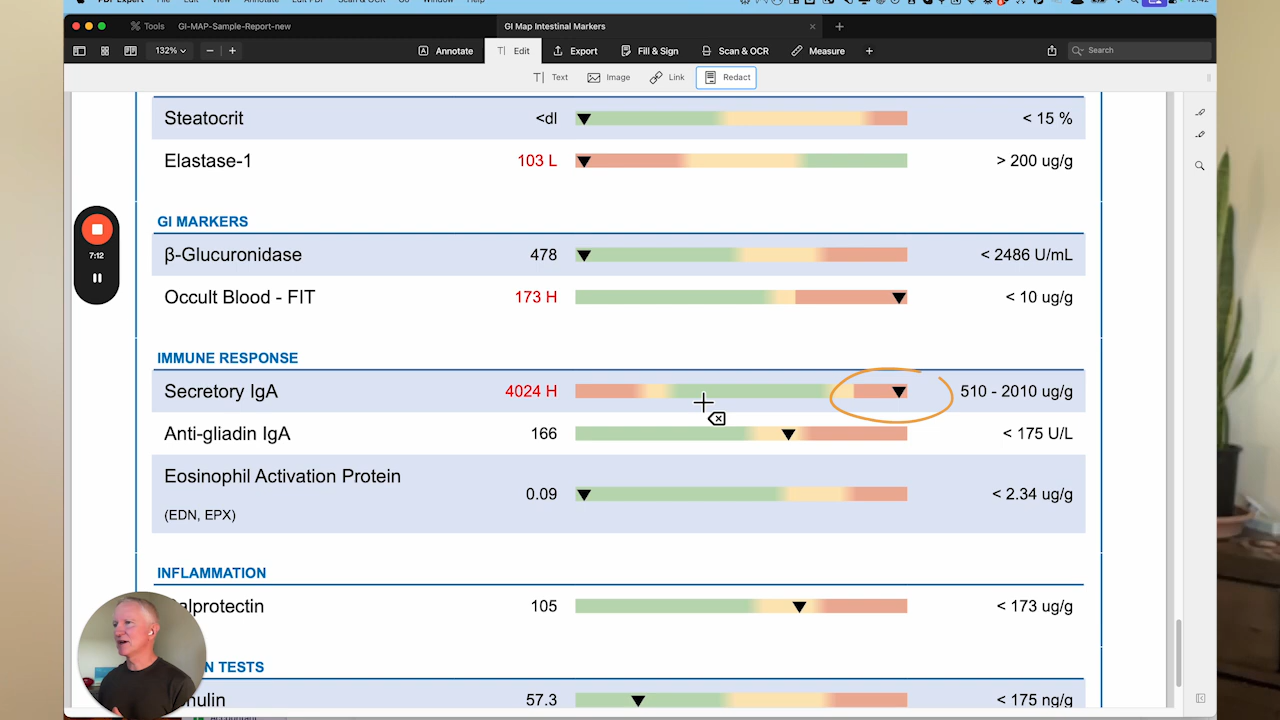 Tools GI-MAP-Sample-Report-new GI Map Intestinal Markers
132% Annotate Edit Export Fill & Sign Scan & OCR Measure Search
Text Image Link Redact
Steatocrit <dl < 15 %
Elastase-1 103 L > 200 ug/g
GI MARKERS
β-Glucuronidase 478 < 2486 U/mL
Occult Blood - FIT 173 H < 10 ug/g
IMMUNE RESPONSE
Secretory IgA 4024 H 510 - 2010 ug/g
Anti-gliadin IgA 166 < 175 U/L
Eosinophil Activation Protein
(EDN, EPX) 0.09 < 2.34 ug/g
INFLAMMATION
alprotectin 105 < 173 ug/g
TESTS
nulin 57.3 < 175 ng/g
7:12